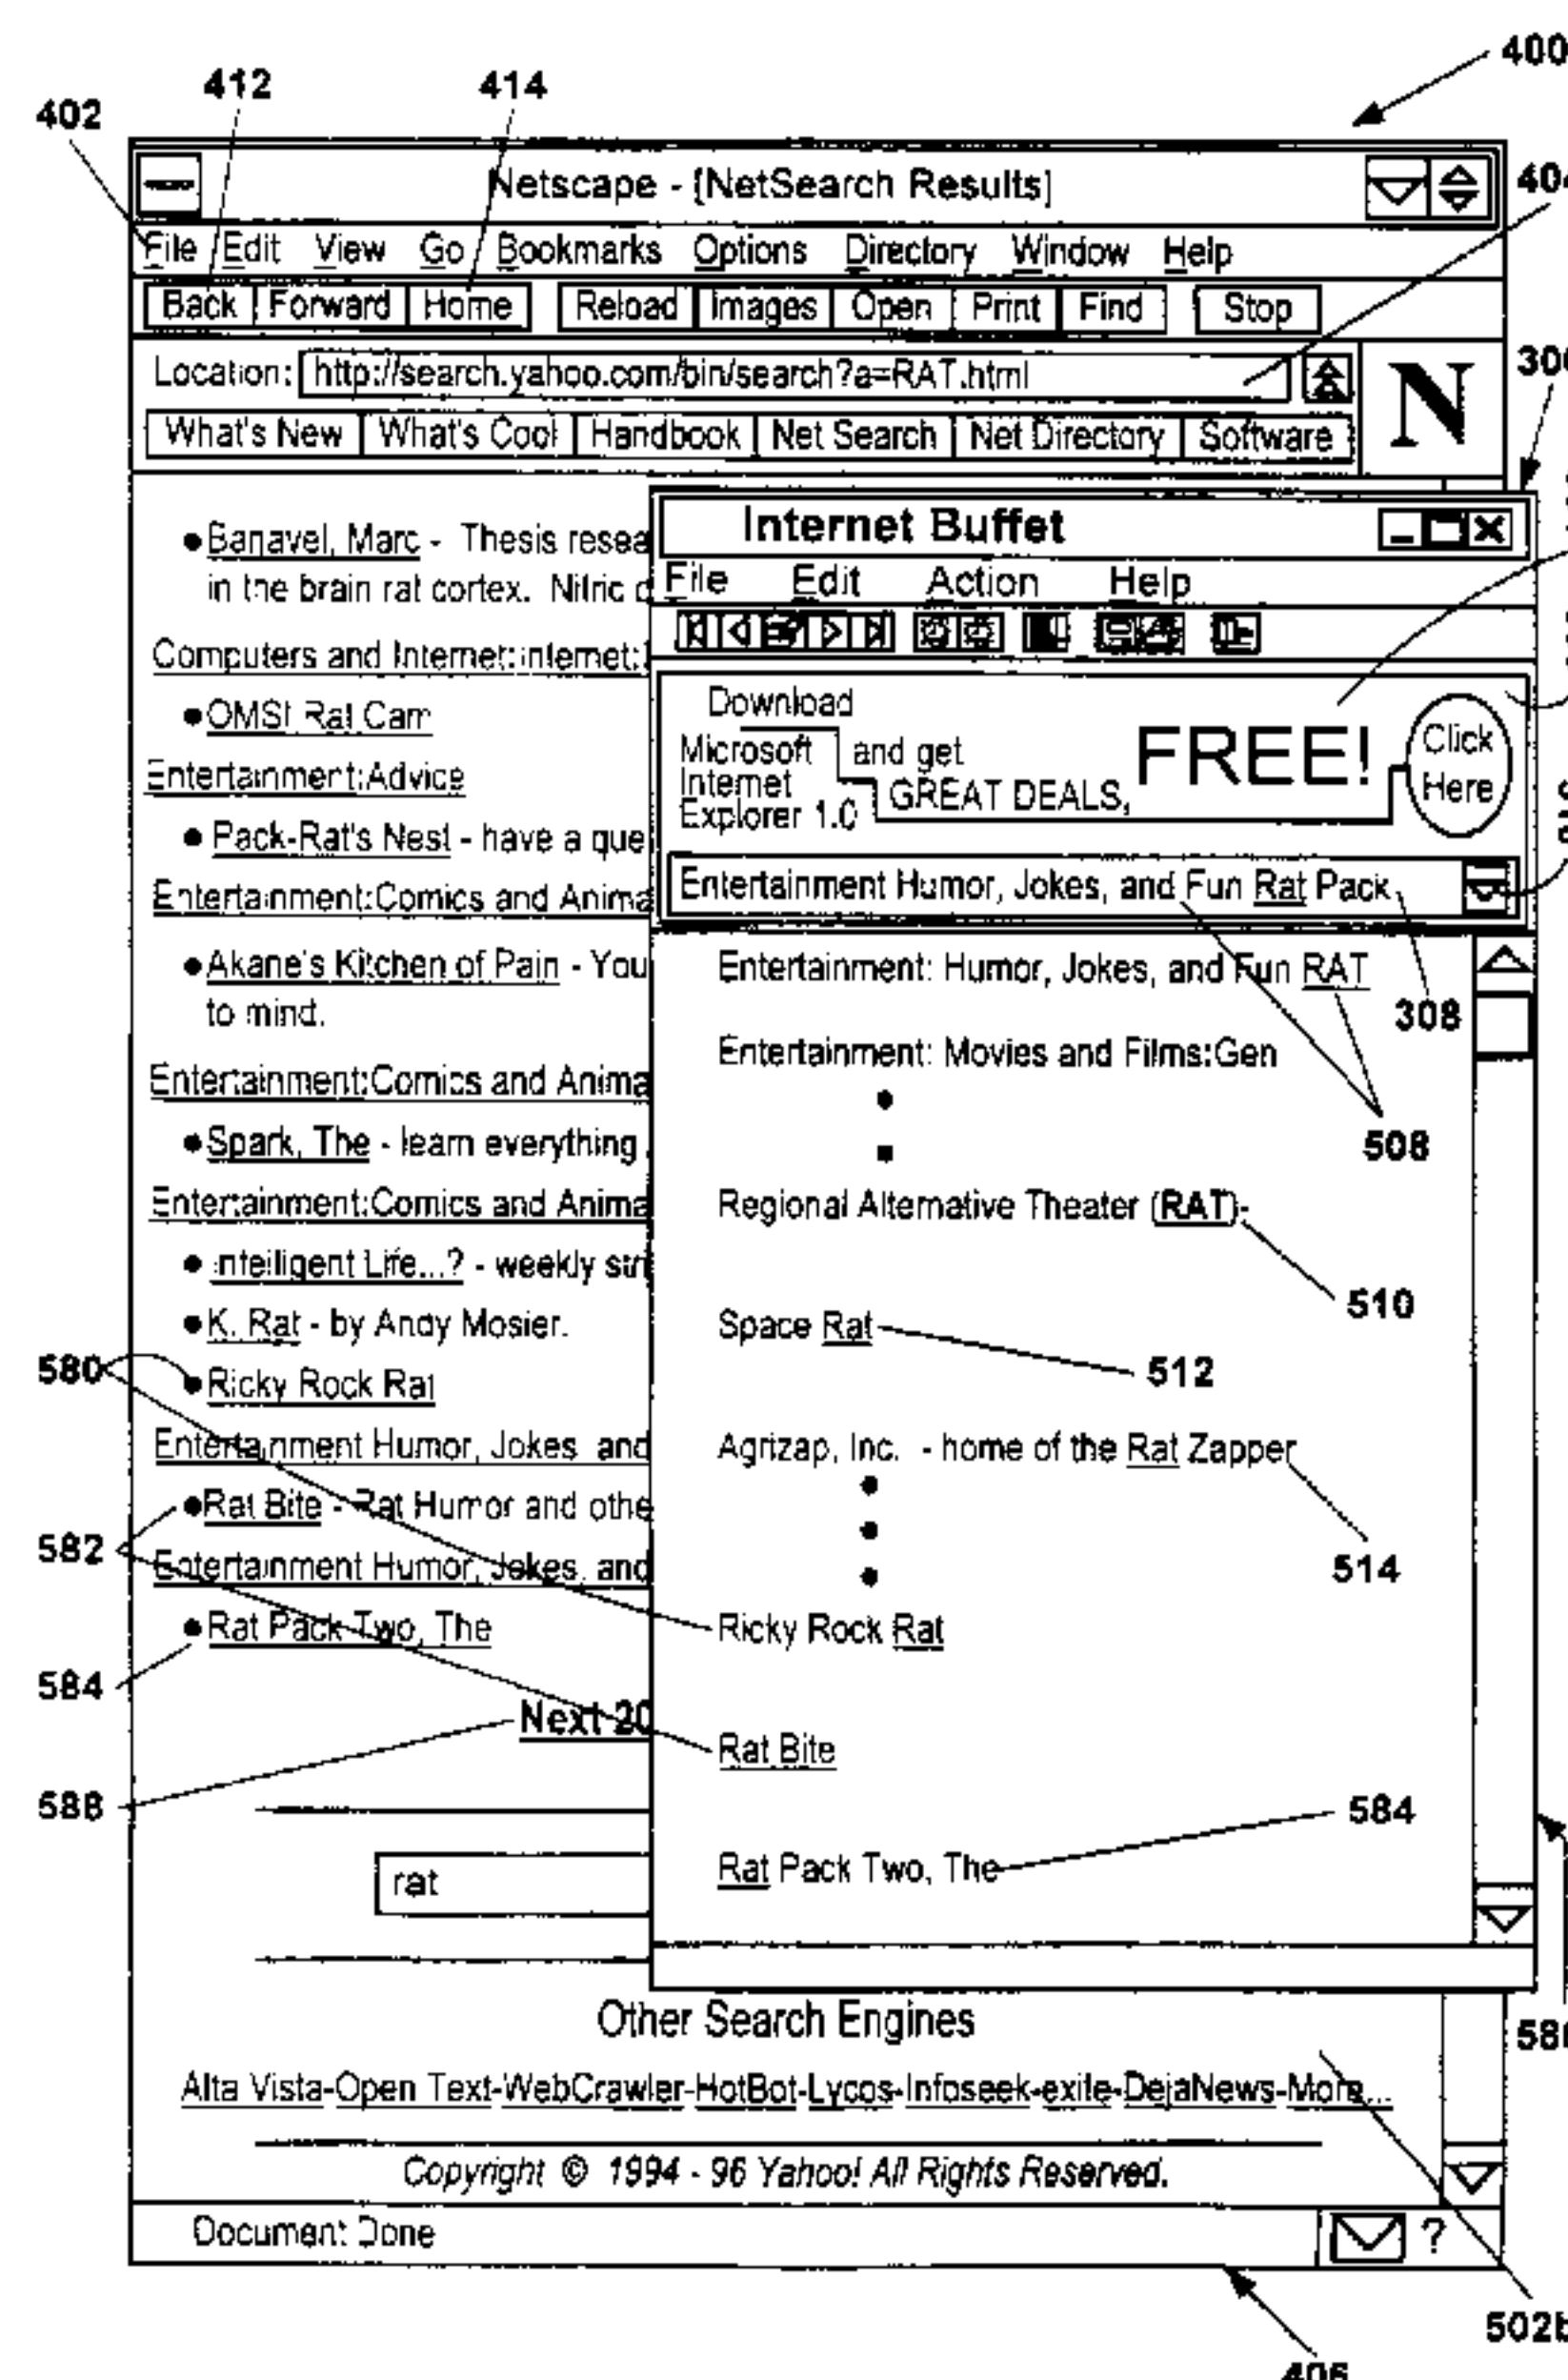 400
412
414
402
Netscape - [NetSearch Results]
404
File Edit View Go Bookmarks Options Directory Window Help
Back Forward Home Reload Images Open Print Find Stop
Location: http://search.yahoo.com/bin/search?a=RAT.html
N
What's New What's Cool Handbook Net Search Net Directory Software
Banavel, Marc - Thesis resea
in the brain rat cortex. Nitric
Computers and Internet:Internet:
OMSI Rat Cam
Entertainment:Advice
Pack-Rat's Nest - have a que
Entertainment:Comics and Anima
Akane's Kitchen of Pain - You
to mind.
Entertainment:Comics and Anima
Spark, The - learn everything
Entertainment:Comics and Anima
Intelligent Life...? - weekly stri
K. Rat - by Andy Mosier.
580
Ricky Rock Rat
Entertainment Humor, Jokes, and
Rat Bite - Rat Humor and othe
582
Entertainment Humor, Jokes, and
Rat Pack Two, The
584
Next 20
588
rat
Internet Buffet
File Edit Action Help
Download
Microsoft Internet Explorer 1.0
and get
GREAT DEALS,
FREE!
Click Here
Entertainment Humor, Jokes, and Fun Rat Pack
Entertainment: Humor, Jokes, and Fun RAT
308
Entertainment: Movies and Films:Gen
508
Regional Alternative Theater (RAT)-
510
Space Rat
512
Agrizap, Inc. - home of the Rat Zapper
514
Ricky Rock Rat
Rat Bite
584
Rat Pack Two, The
Other Search Engines
Alta Vista-Open Text-WebCrawler-HotBot-Lycos-Infoseek-exite-DejaNews-More...
Copyright © 1994 - 96 Yahoo! All Rights Reserved.
Document Done
?
502b
406